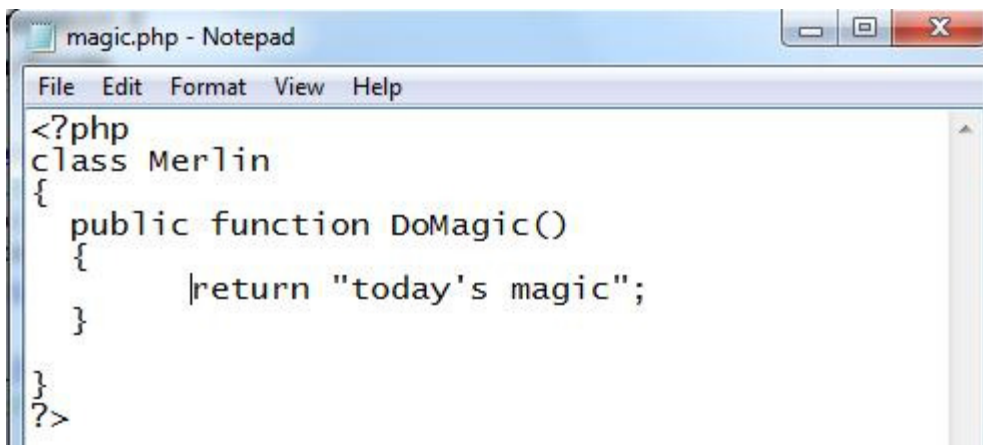 magic.php - Notepad
File Edit Format View Help
<?php
class Merlin
{
  public function DoMagic()
  {
        return "today's magic";
  }

}
?>